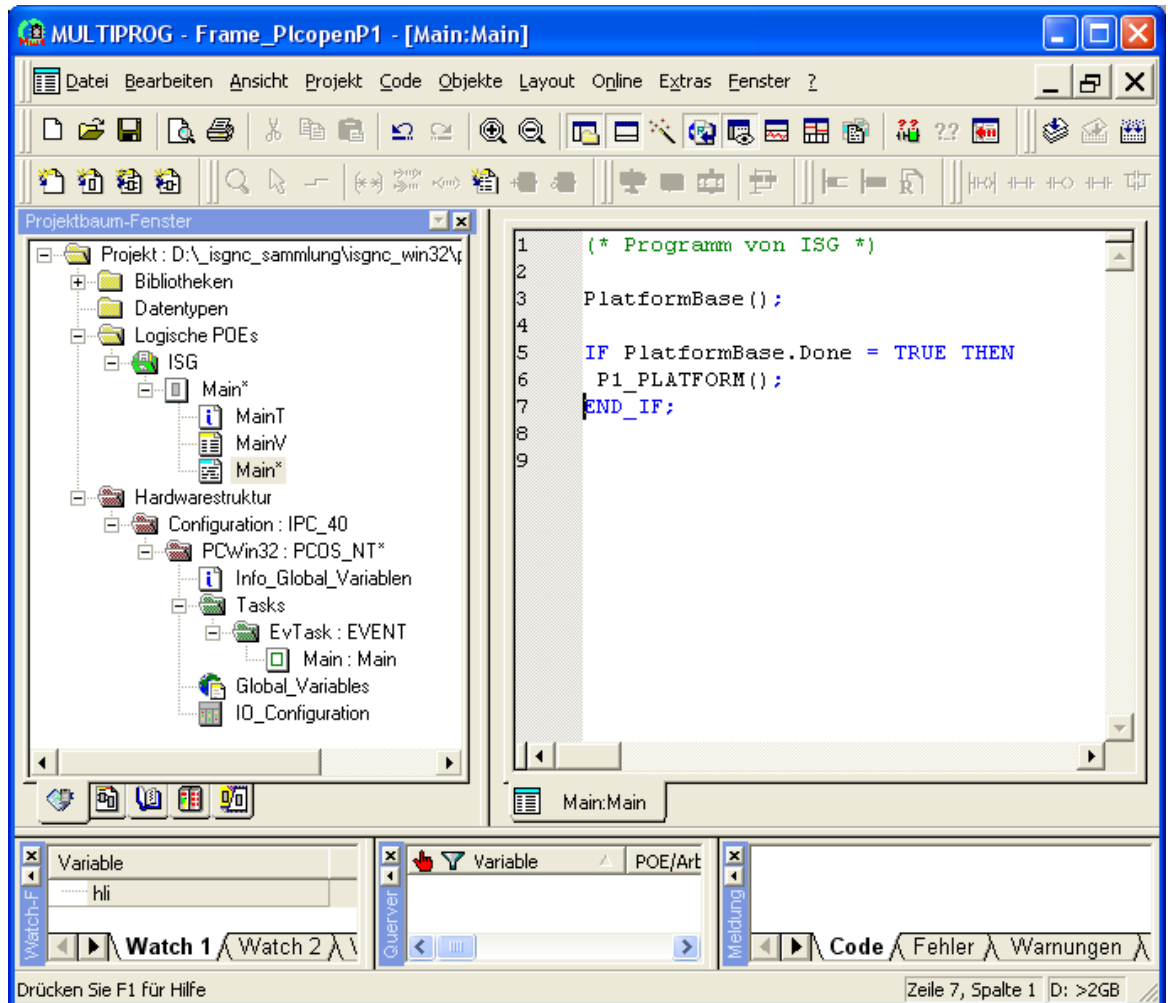 MULTIPROG - Frame_PlcopenP1 - [Main:Main]
Datei Bearbeiten Ansicht Projekt Code Objekte Layout Online Extras Fenster ?
Projektbaum-Fenster
Projekt : D:\_isgnc_sammlung\isgnc_win32\p
Bibliotheken
Datentypen
Logische POEs
ISG
Main*
MainT
MainV
Main*
Hardwarestruktur
Configuration : IPC_40
PCWin32 : PCOS_NT*
Info_Global_Variablen
Tasks
EvTask : EVENT
Main : Main
Global_Variables
IO_Configuration
1 (* Programm von ISG *)
2
3 PlatformBase();
4
5 IF PlatformBase.Done = TRUE THEN
6 P1_PLATFORM();
7 END_IF;
8
9
Main:Main
Watch-F
Variable
hli
Watch 1 Watch 2
Querver
Variable POE/Arb
Meldung
Code Fehler Warnungen
Drücken Sie F1 für Hilfe
Zeile 7, Spalte 1 D: >2GB